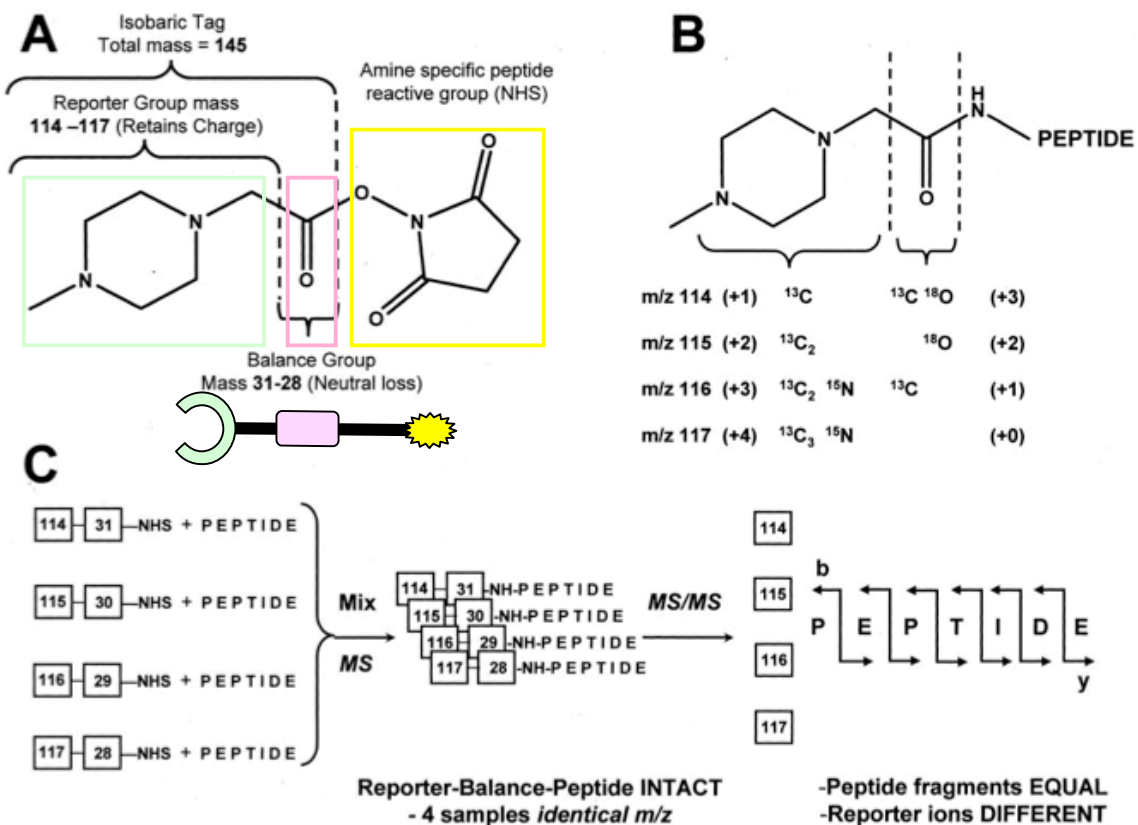 A
Isobaric Tag
Total mass = 145
Reporter Group mass
114 –117 (Retains Charge)
Amine specific peptide
reactive group (NHS)
N
N
O
O
N
O
O
Balance Group
Mass 31-28 (Neutral loss)
B
N
N
O
H
N
PEPTIDE
m/z 114 (+1) ¹³C ¹³C ¹⁸O (+3)
m/z 115 (+2) ¹³C₂ ¹⁸O (+2)
m/z 116 (+3) ¹³C₂ ¹⁵N ¹³C (+1)
m/z 117 (+4) ¹³C₃ ¹⁵N (+0)
C
114 31 NHS + PEPTIDE
115 30 NHS + PEPTIDE
116 29 NHS + PEPTIDE
117 28 NHS + PEPTIDE
Mix
MS
114 31 -NH-PEPTIDE
115 30 -NH-PEPTIDE
116 29 -NH-PEPTIDE
117 28 -NH-PEPTIDE
Reporter-Balance-Peptide INTACT
- 4 samples identical m/z
MS/MS
114
115
116
117
b
P E P T I D E
y
-Peptide fragments EQUAL
-Reporter ions DIFFERENT